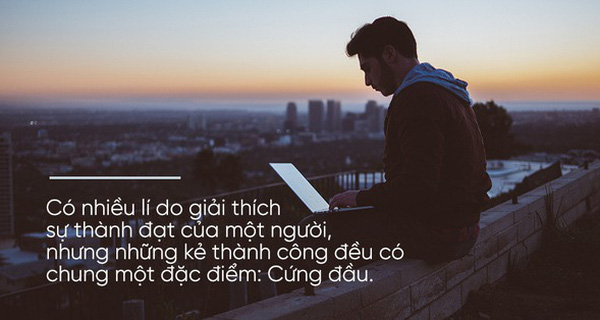 Có nhiều lí do giải thích
sự thành đạt của một người,
nhưng những kẻ thành công đều có
chung một đặc điểm: Cứng đầu.